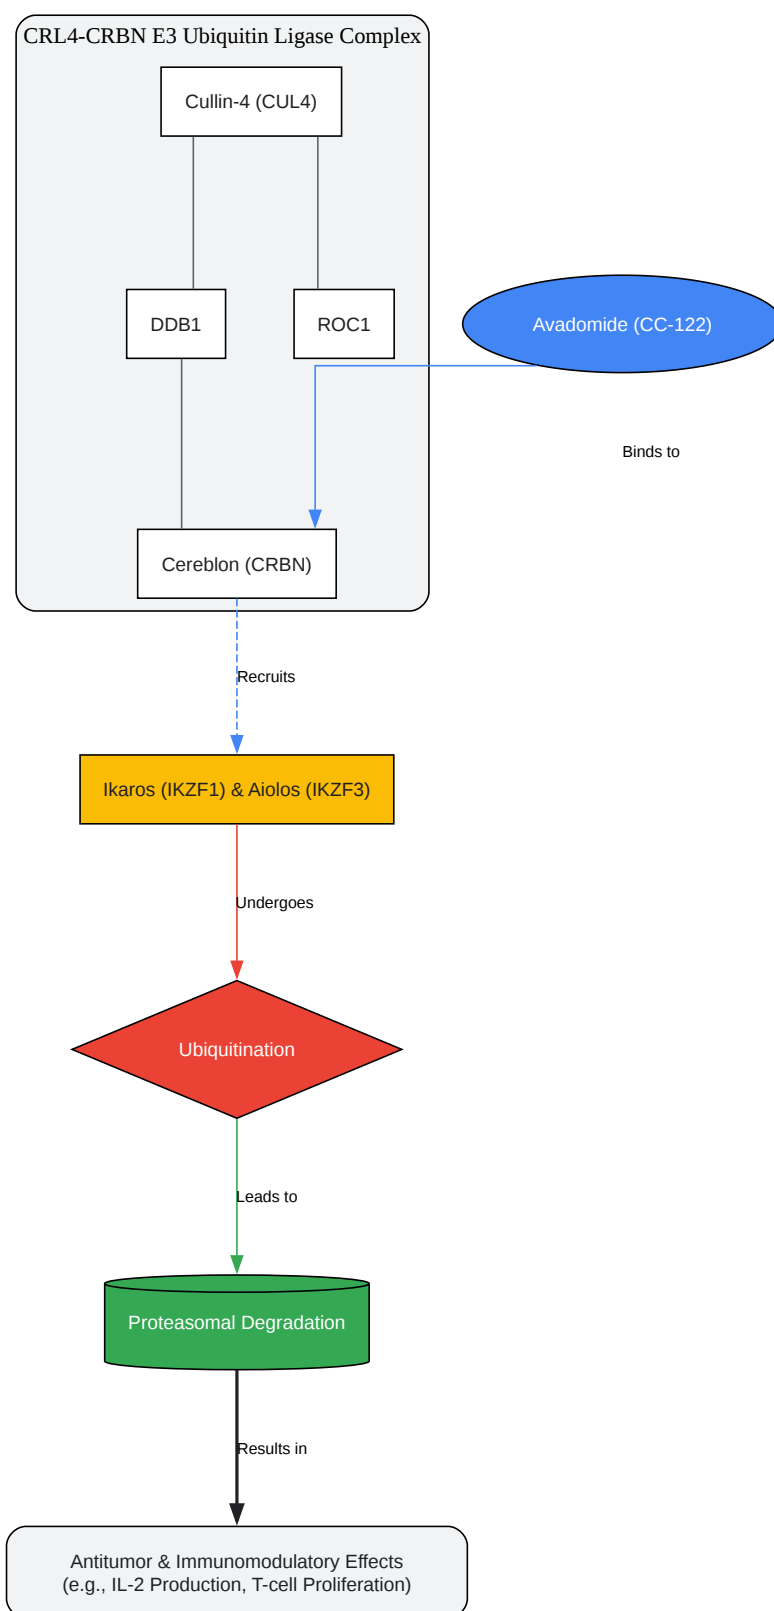 CRL4-CRBN E3 Ubiquitin Ligase Complex
Cullin-4 (CUL4)
DDB1
ROC1
Avadomide (CC-122)
Binds to
Cereblon (CRBN)
Recruits
Ikaros (IKZF1) & Aiolos (IKZF3)
Undergoes
Ubiquitination
Leads to
Proteasomal Degradation
Results in
Antitumor & Immunomodulatory Effects
(e.g., IL-2 Production, T-cell Proliferation)